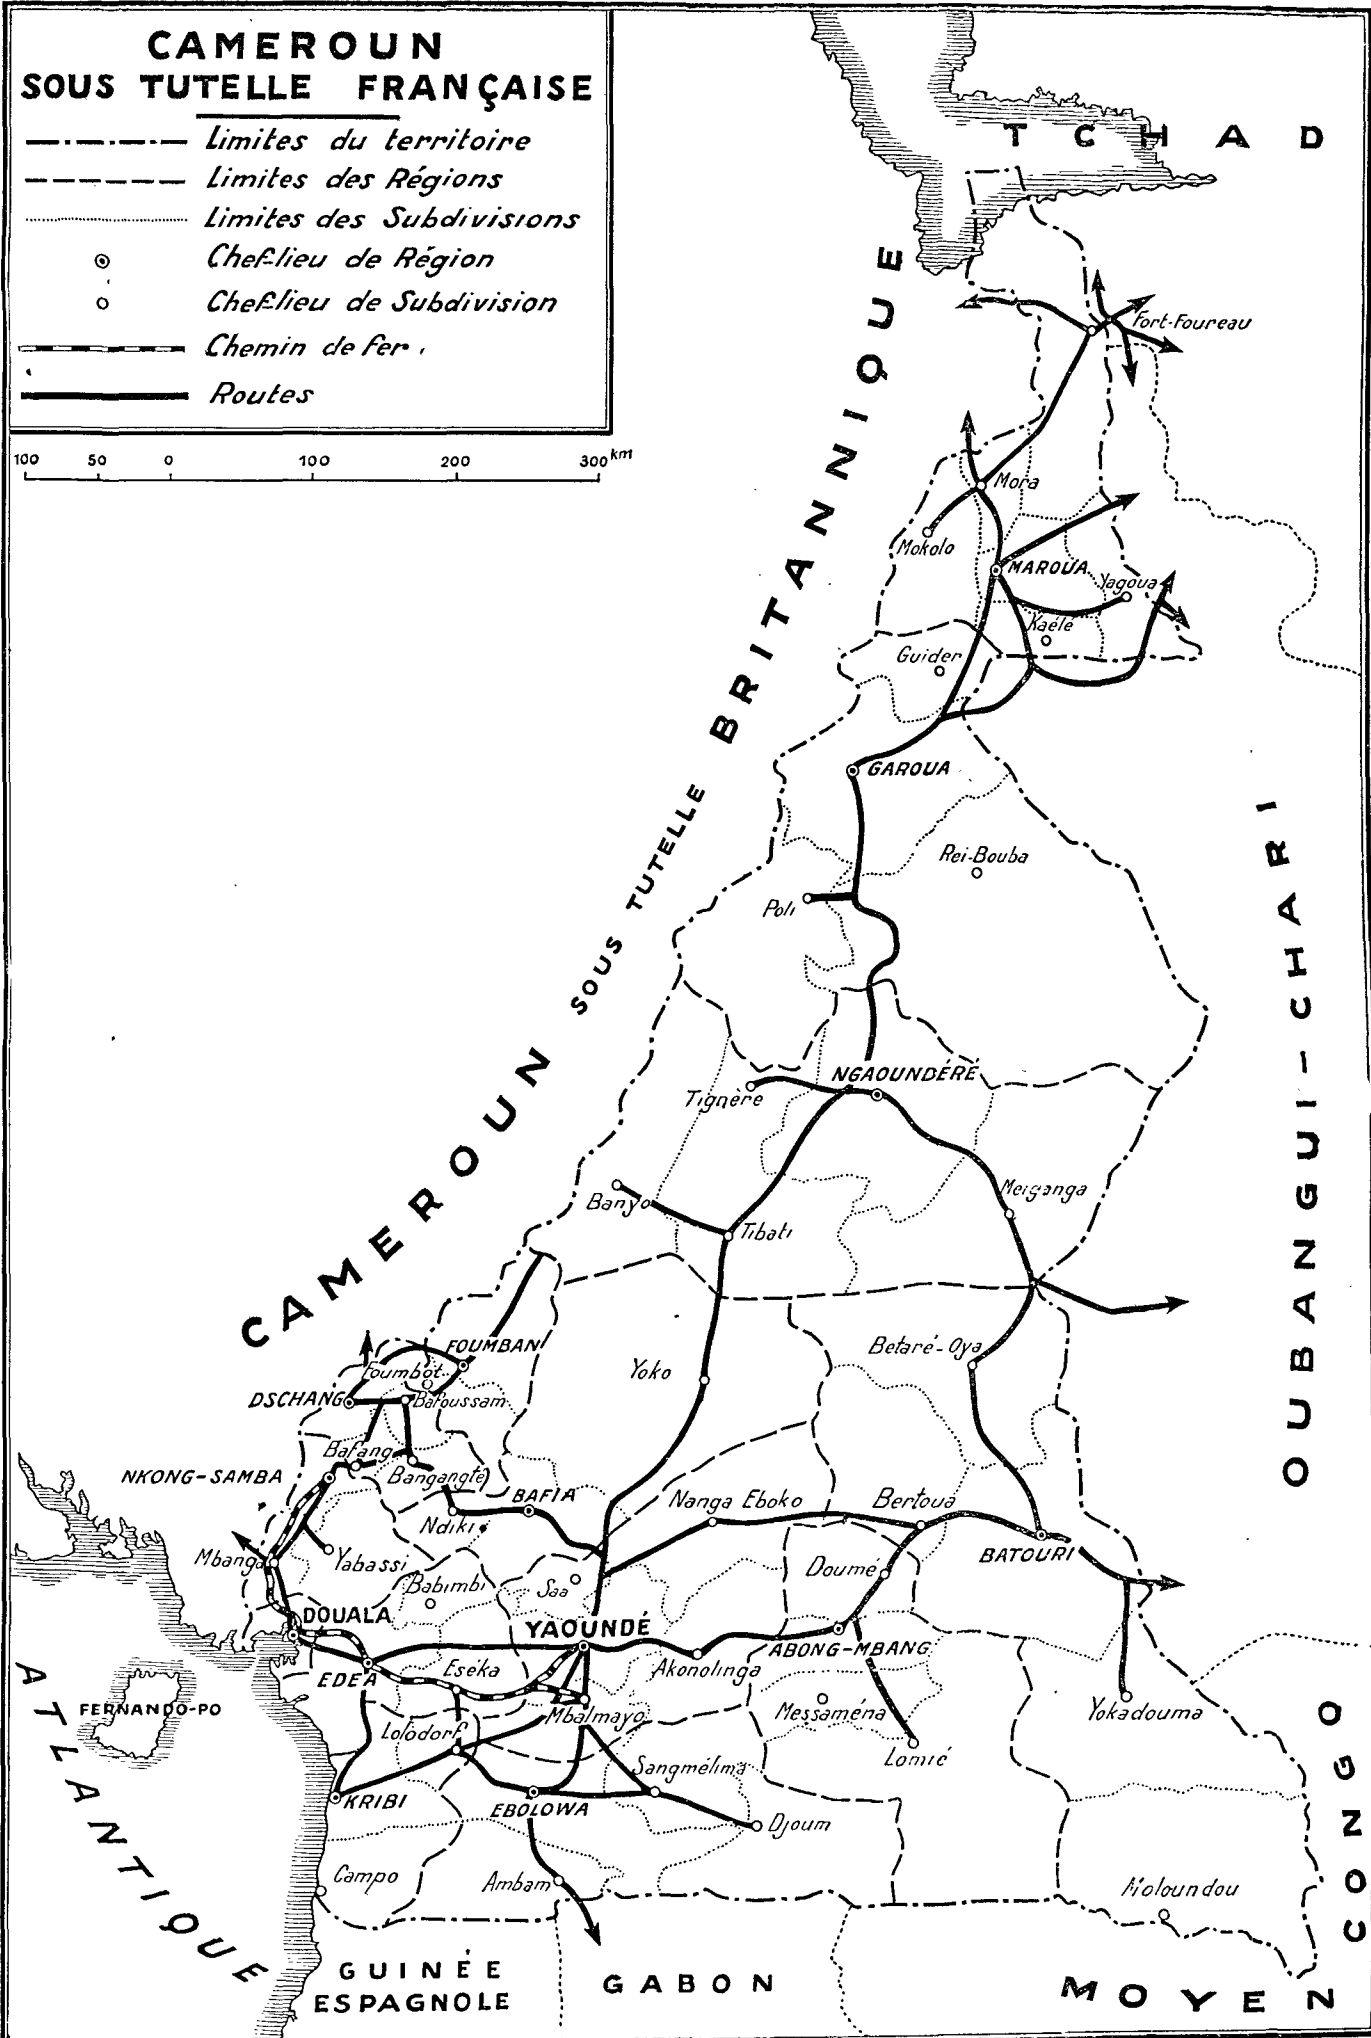 CAMEROUN
SOUS TUTELLE FRANÇAISE
Limites du territoire
Limites des Régions
Limites des Subdivisions
Chef-lieu de Région
Chef-lieu de Subdivision
Chemin de fer
Routes
100 50 0 100 200 300 km
TCHAD
Fort-Foureau
Mora
Mokolo
MAROUA
Yagoua
Kaélé
Guider
GAROUA
Rei-Bouba
Poli
CAMEROUN SOUS TUTELLE BRITANNIQUE
OUBANGUI-CHARI
NGAOUNDÉRÉ
Tignère
Banyo
Tibati
Meiganga
FOUMBAN
Foumbot
Yoko
Betaré-Oya
DSCHANG
Bafoussam
Bafang
NKONG-SAMBA
Bangangté
BAFIA
Nanga Eboko
Bertoua
Ndiki
BATOURI
Mbanga
Yabassi
Babimbi
Saa
Doumé
DOUALA
YAOUNDÉ
ABONG-MBANG
EDEA
Eséka
Akonolinga
FERNANDO-PO
Lolodorf
Mbalmayo
Messaména
Yokadouma
Lomié
Sangmélima
KRIBI
EBOLOWA
Djoum
Campo
Ambam
Moloundou
ATLANTIQUE
GUINÉE
ESPAGNOLE
GABON
MOYEN
CONGO